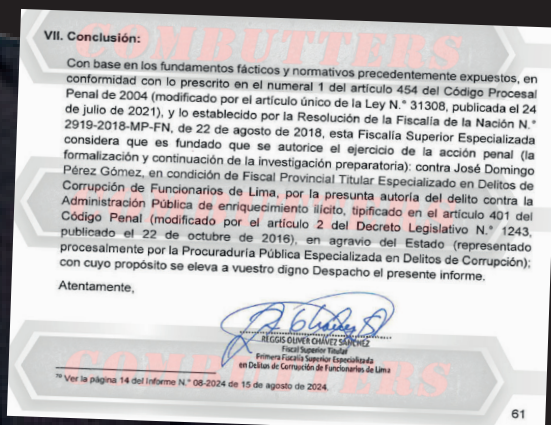 VII. Conclusión:
Con base en los fundamentos fácticos y normativos precedentemente expuestos, en
conformidad con lo prescrito en el numeral 1 del artículo 454 del Código Procesal
Penal de 2004 (modificado por el artículo único de la Ley N.° 31308, publicada el 24
de julio de 2021), y lo establecido por la Resolución de la Fiscalía de la Nación N.°
2919-2018-MP-FN, de 22 de agosto de 2018, esta Fiscalía Superior Especializada
considera que es fundado que se autorice el ejercicio de la acción penal (la
formalización y continuación de la investigación preparatoria): contra José Domingo
Pérez Gómez, en condición de Fiscal Provincial Titular Especializado en Delitos de
Corrupción de Funcionarios de Lima, por la presunta autoría del delito contra la
Administración Pública de enriquecimiento ilícito, tipificado en el artículo 401 del
Código Penal (modificado por el artículo 2 del Decreto Legislativo N.° 1243,
publicado el 22 de octubre de 2016), en agravio del Estado (representado
procesalmente por la Procuraduría Pública Especializada en Delitos de Corrupción);
con cuyo propósito se eleva a vuestro digno Despacho el presente informe.
Atentamente,
REGGIS OLIVER CHÁVEZ SÁNCHEZ
Fiscal Superior Titular
Primera Fiscalía Superior Especializada
en Delitos de Corrupción de Funcionarios de Lima
Ver la página 14 del Informe N.° 08-2024 de 15 de agosto de 2024.
61
COMBUTTERS
COMBUTTERS
COMBUTTERS